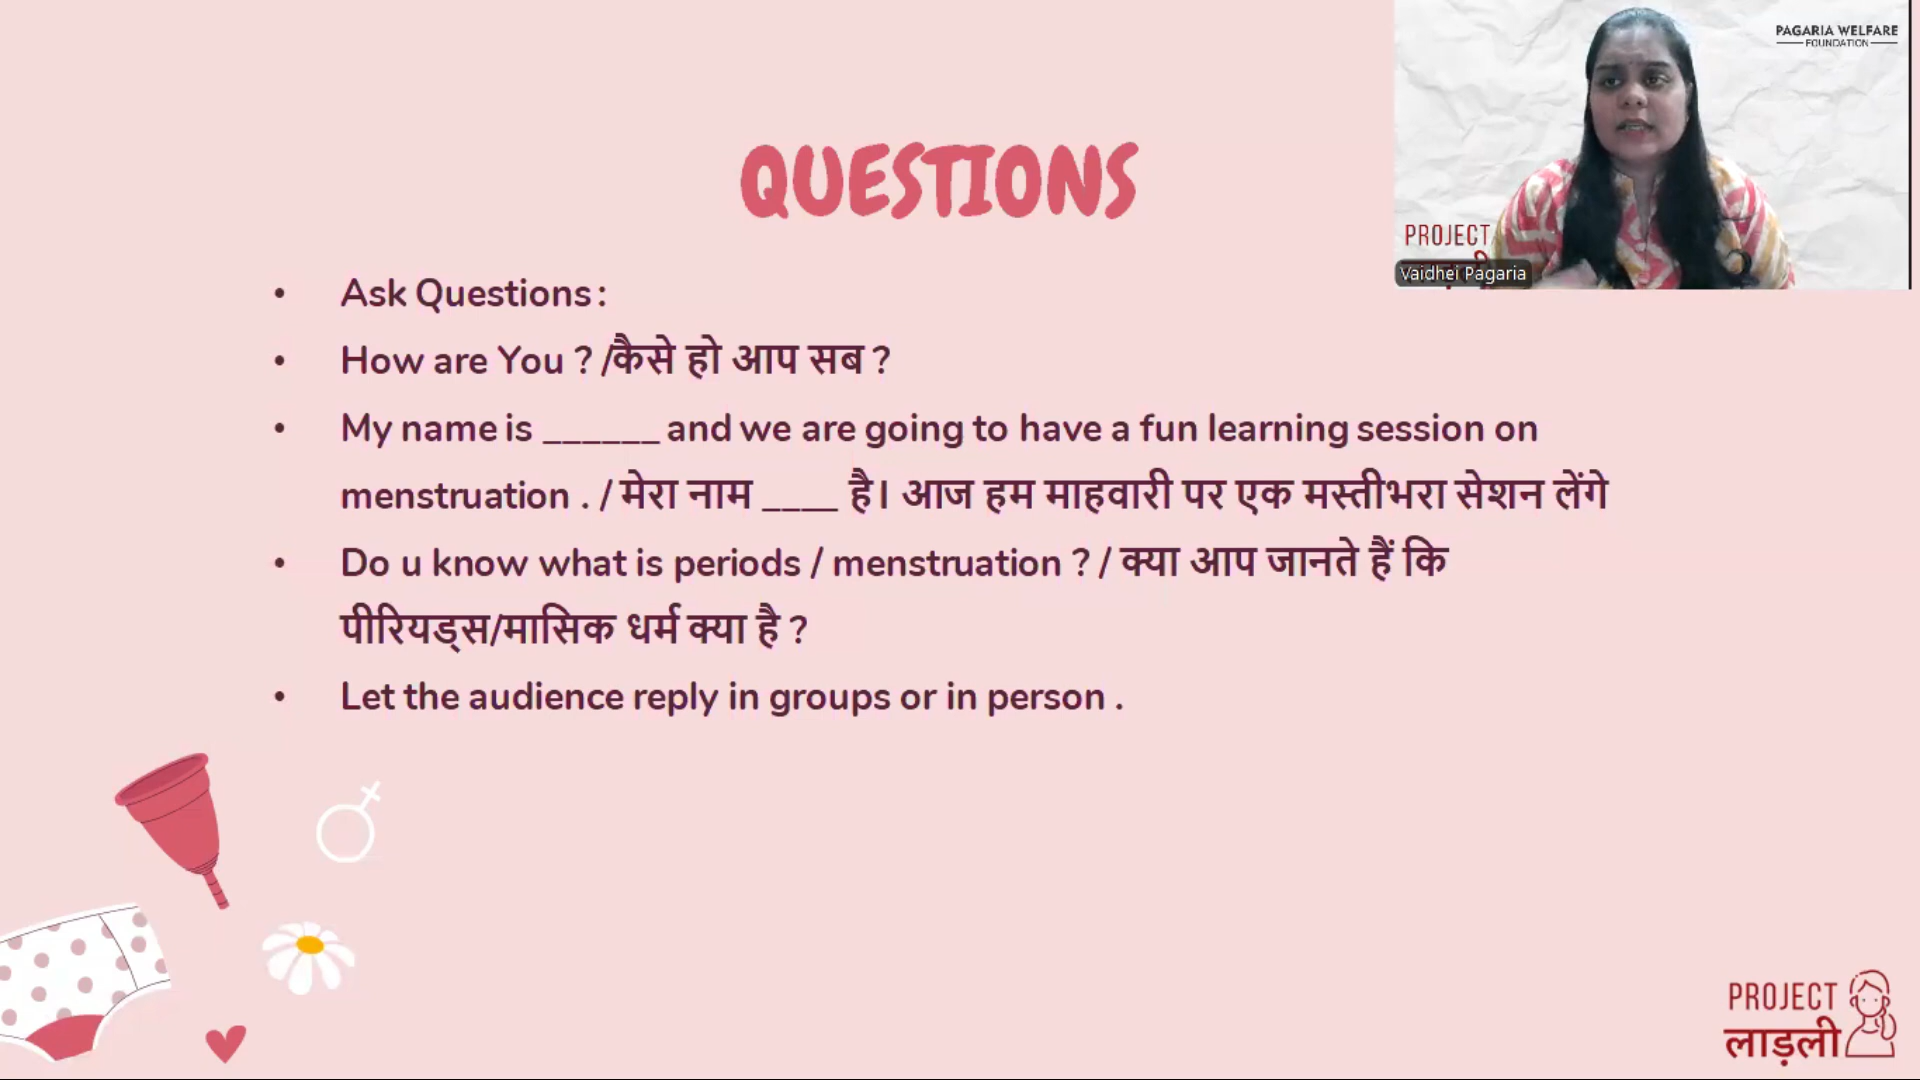 PAGARIA WELFARE
FOUNDATION
PROJECT
Vaidhei Pagaria
QUESTIONS
• Ask Questions :
• How are You ? /कैसे हो आप सब ?
• My name is ______ and we are going to have a fun learning session on
menstruation . / मेरा नाम ____ है। आज हम माहवारी पर एक मस्तीभरा सेशन लेंगे
• Do u know what is periods / menstruation ? / क्या आप जानते हैं कि
पीरियड्स/मासिक धर्म क्या है ?
• Let the audience reply in groups or in person .
PROJECT
लाड़ली